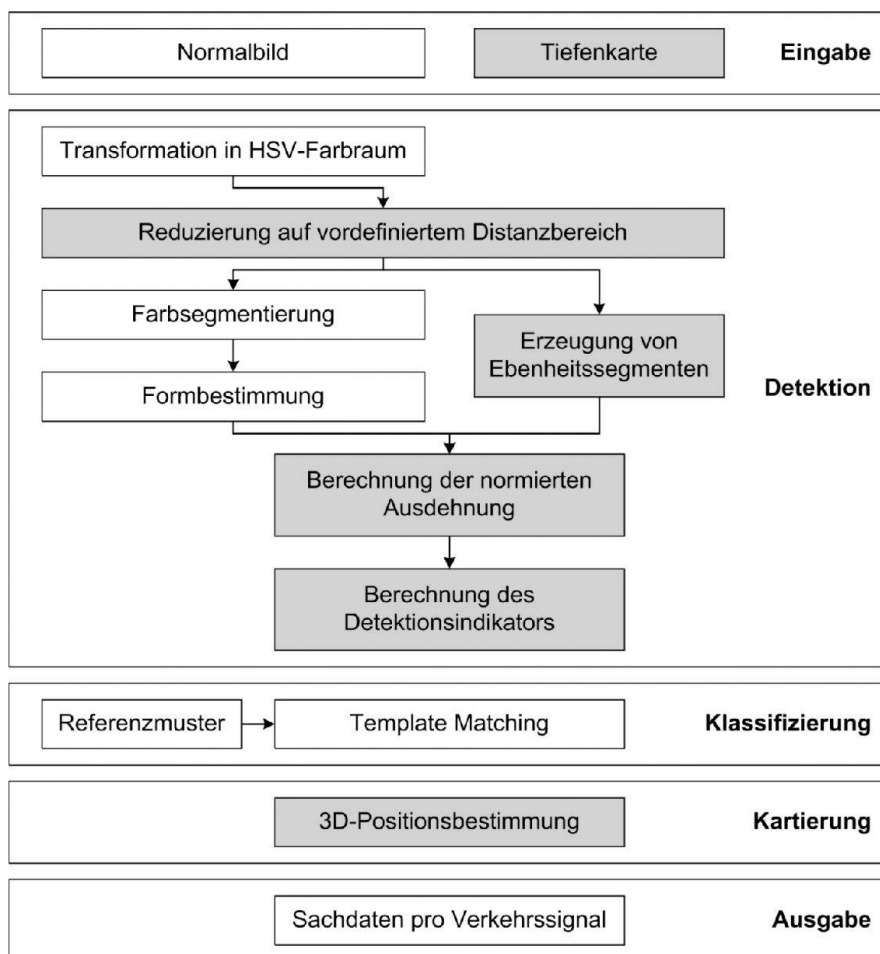 Normalbild
Tiefenkarte
Eingabe
Transformation in HSV-Farbraum
Reduzierung auf vordefiniertem Distanzbereich
Farbsegmentierung
Erzeugung von
Ebenheitssegmenten
Formbestimmung
Detektion
Berechnung der normierten
Ausdehnung
Berechnung des
Detektionsindikators
Referenzmuster
Template Matching
Klassifizierung
3D-Positionsbestimmung
Kartierung
Sachdaten pro Verkehrssignal
Ausgabe